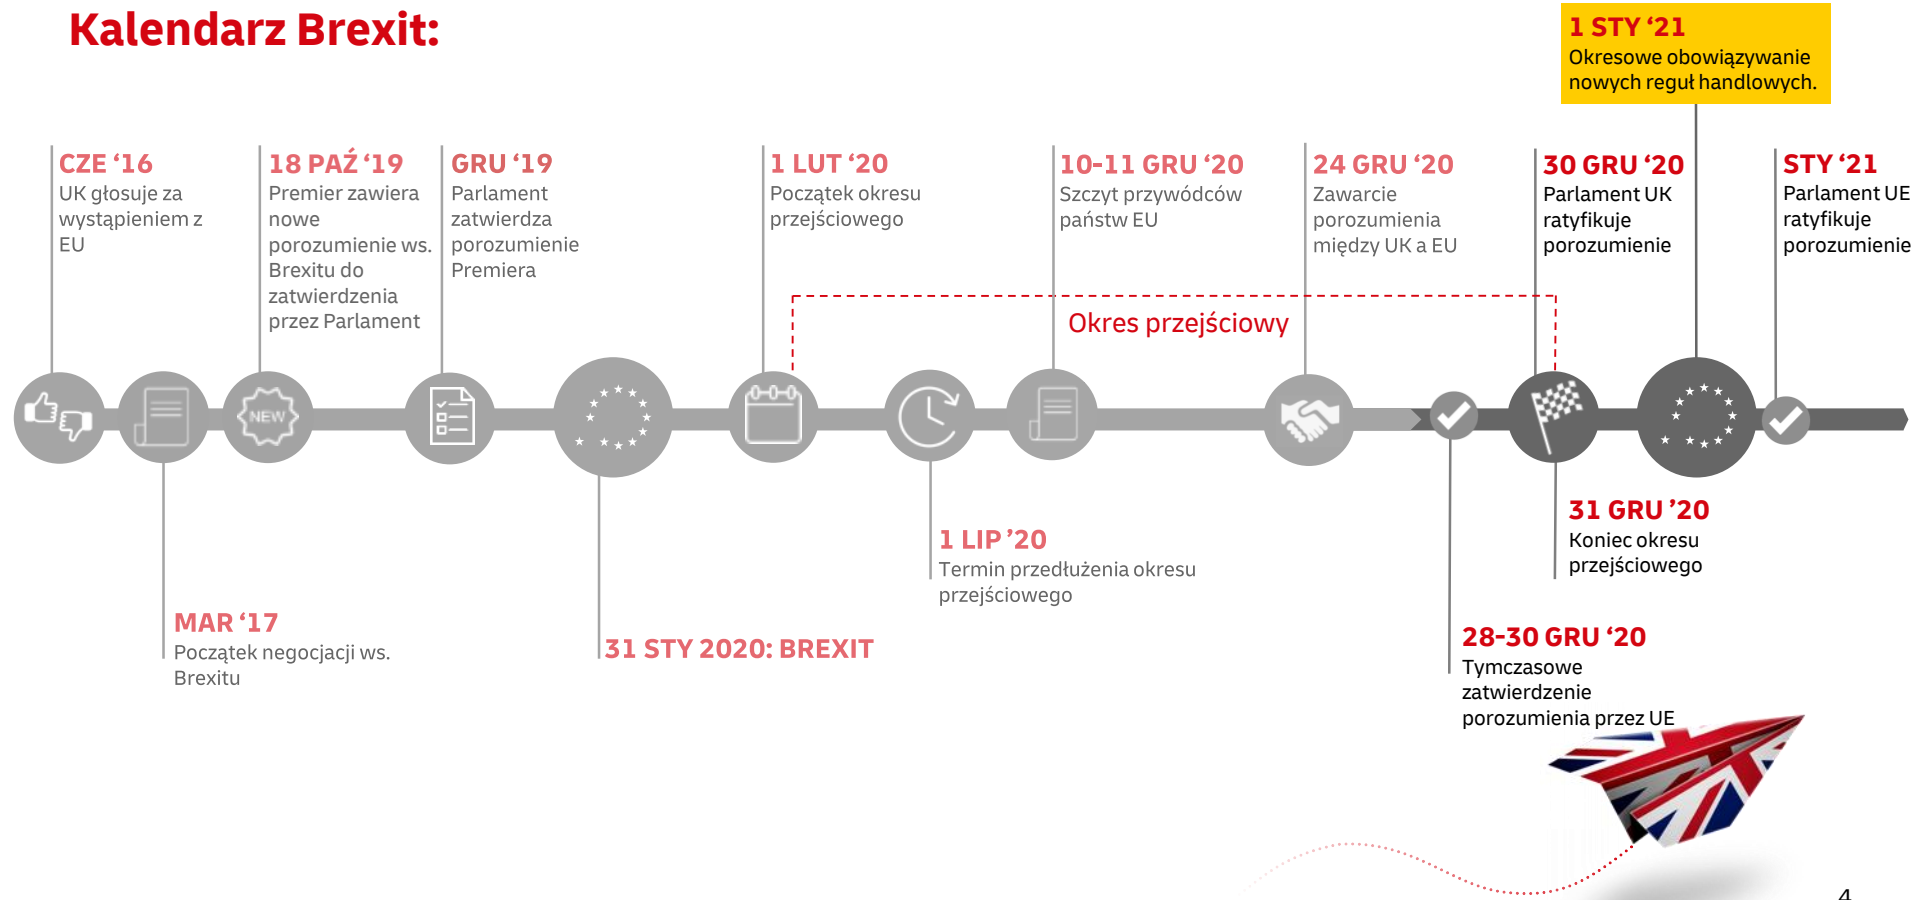 Kalendarz Brexit:
1 STY ‘21
Okresowe obowiązywanie
nowych reguł handlowych.
CZE ‘16
UK głosuje za
wystąpieniem z
EU
18 PAŹ ‘19
Premier zawiera
nowe
porozumienie ws.
Brexitu do
zatwierdzenia
przez Parlament
GRU ‘19
Parlament
zatwierdza
porozumienie
Premiera
1 LUT ‘20
Początek okresu
przejściowego
10-11 GRU ‘20
Szczyt przywódców
państw EU
24 GRU ‘20
Zawarcie
porozumienia
między UK a EU
30 GRU ‘20
Parlament UK
ratyfikuje
porozumienie
STY ‘21
Parlament UE
ratyfikuje
porozumienie
Okres przejściowy
NEW
31 GRU ’20
Koniec okresu
przejściowego
1 LIP ’20
Termin przedłużenia okresu
przejściowego
MAR ‘17
Początek negocjacji ws.
Brexitu
31 STY 2020: BREXIT
28-30 GRU ‘20
Tymczasowe
zatwierdzenie
porozumienia przez UE
4